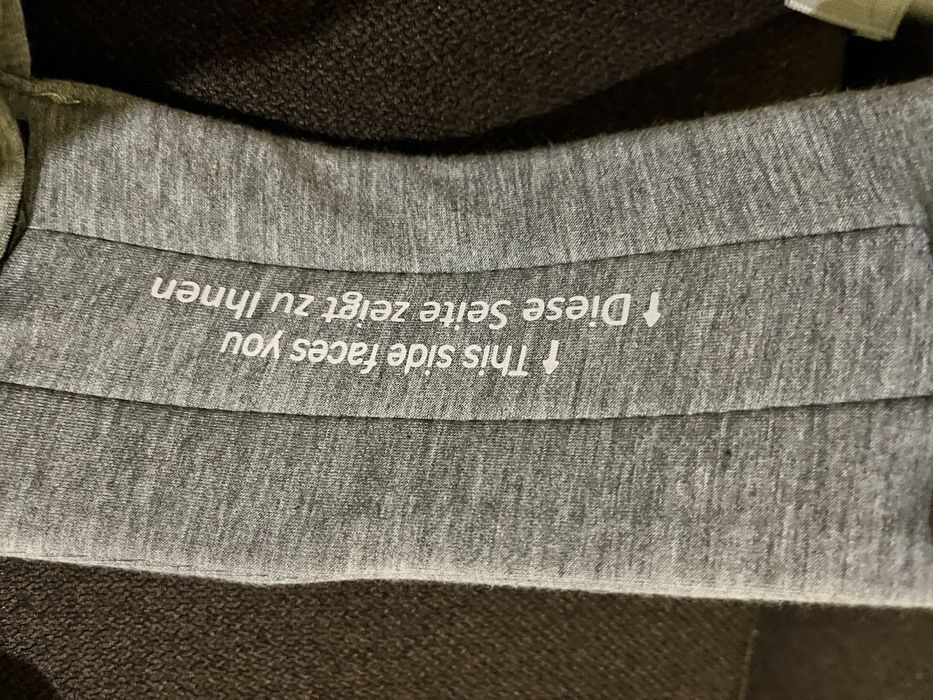 ↑ This side faces you
↑ Diese Seite zeigt zu Ihnen